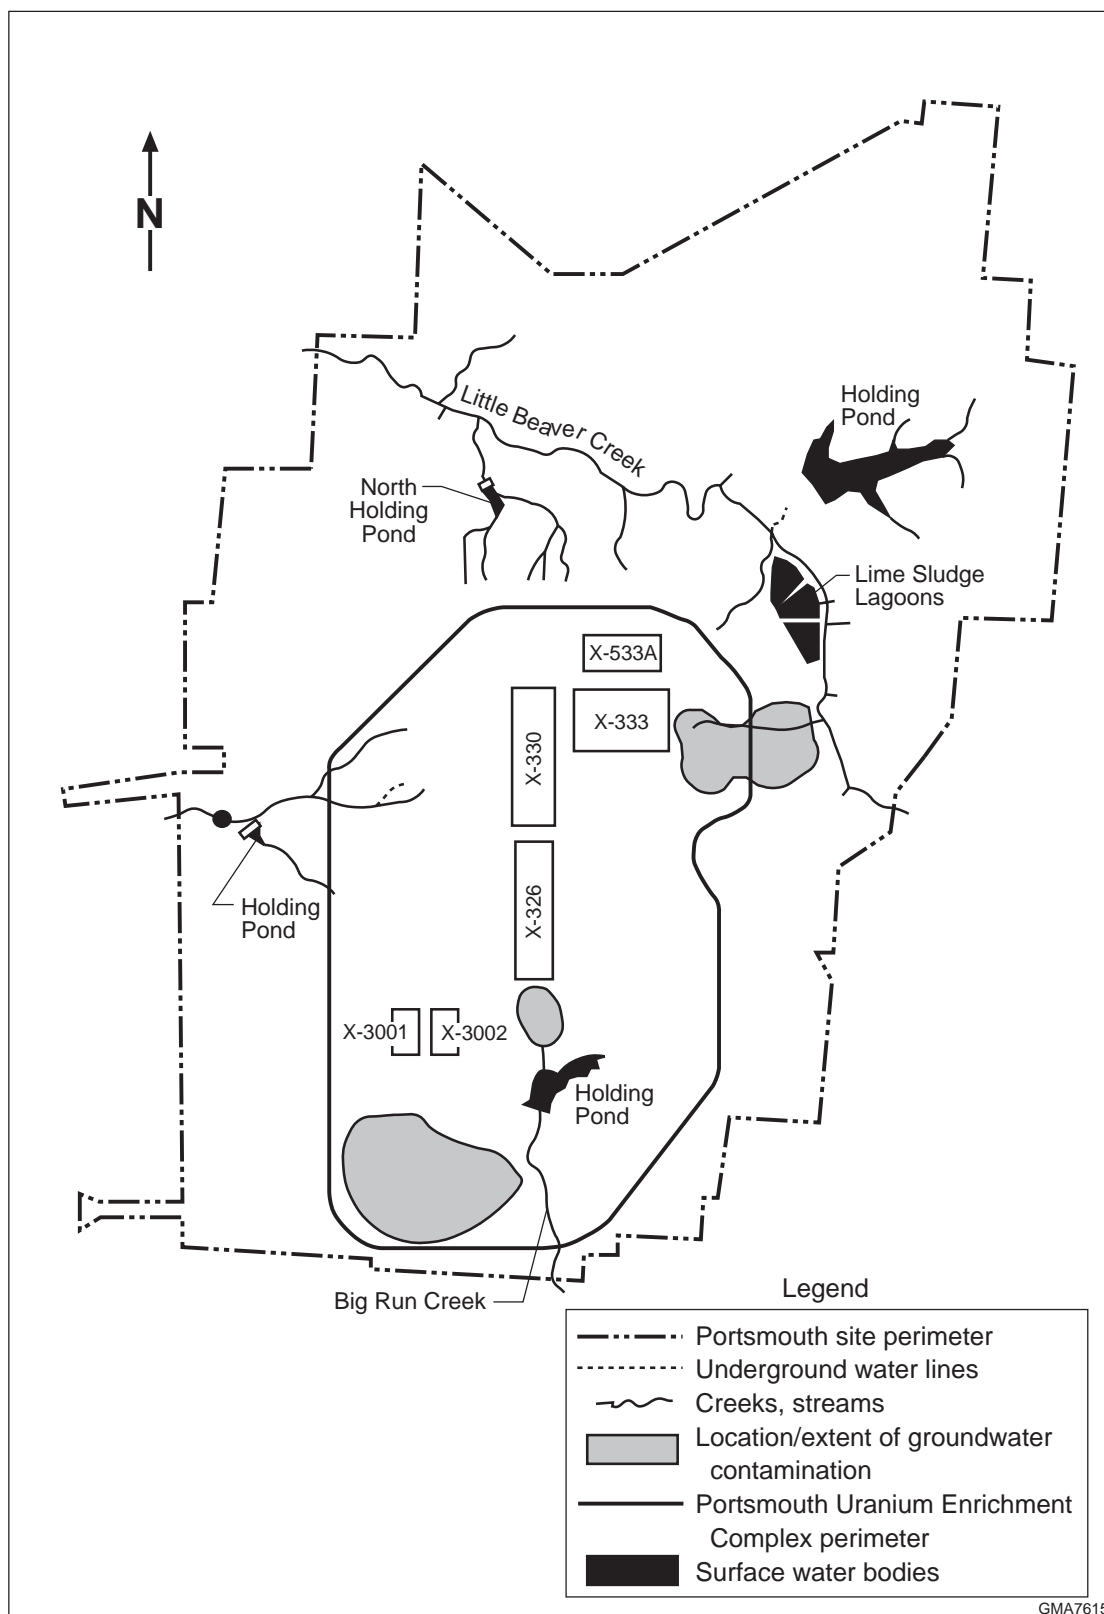 N
Little Beaver Creek
Holding
Pond
North
Holding
Pond
Lime Sludge
Lagoons
X-533A
X-333
X-330
X-326
Holding
Pond
X-3001
X-3002
Holding
Pond
Big Run Creek
Legend
Portsmouth site perimeter
Underground water lines
Creeks, streams
Location/extent of groundwater
contamination
Portsmouth Uranium Enrichment
Complex perimeter
Surface water bodies
GMA7615